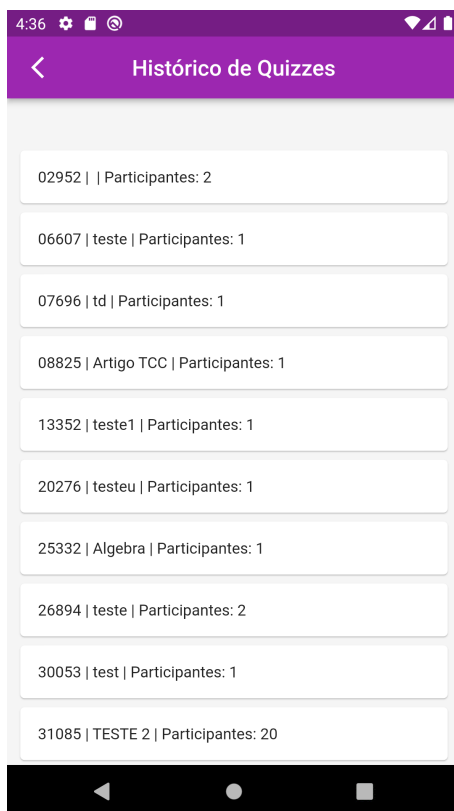 4:36
Histórico de Quizzes
02952 |  | Participantes: 2
06607 | teste | Participantes: 1
07696 | td | Participantes: 1
08825 | Artigo TCC | Participantes: 1
13352 | teste1 | Participantes: 1
20276 | testeu | Participantes: 1
25332 | Algebra | Participantes: 1
26894 | teste | Participantes: 2
30053 | test | Participantes: 1
31085 | TESTE 2 | Participantes: 20